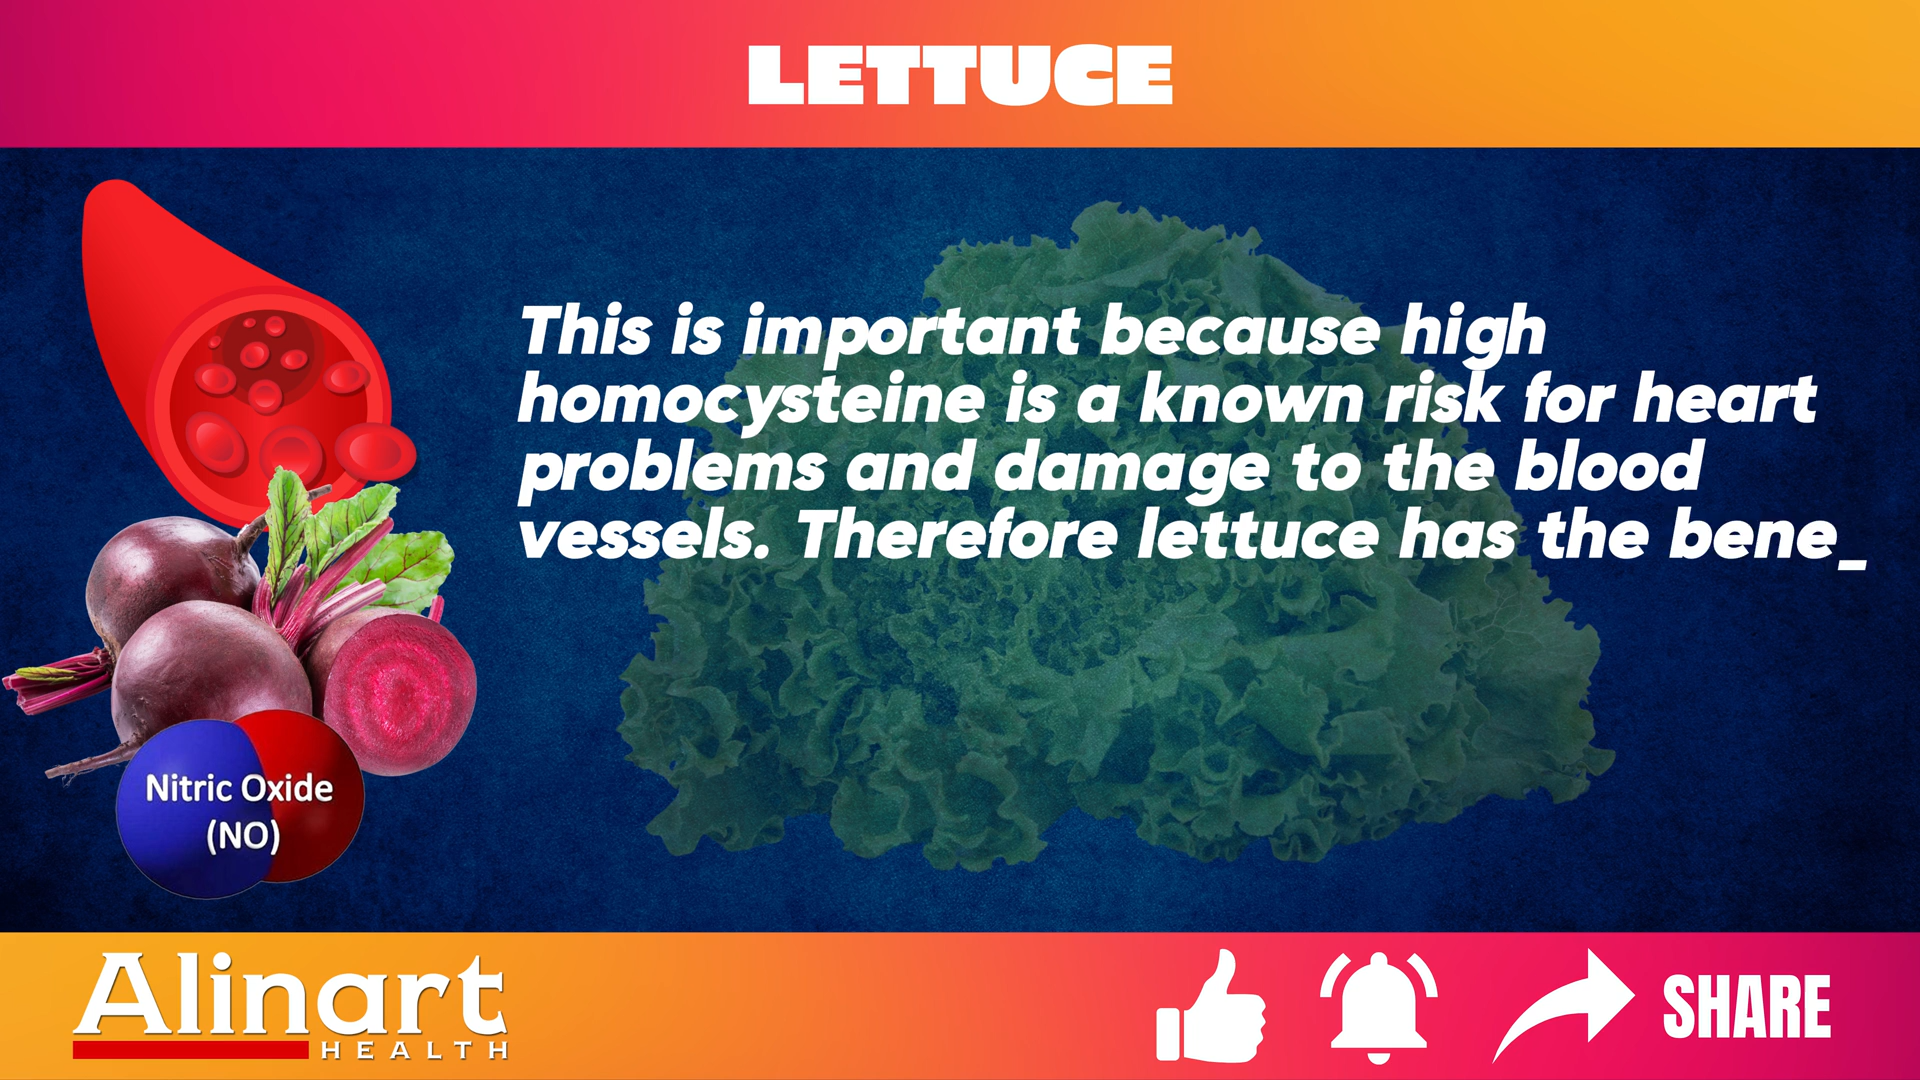 LETTUCE
This is important because high
homocysteine is a known risk for heart
problems and damage to the blood
vessels. Therefore lettuce has the bene_
Nitric Oxide
(NO)
Alinart
HEALTH
SHARE